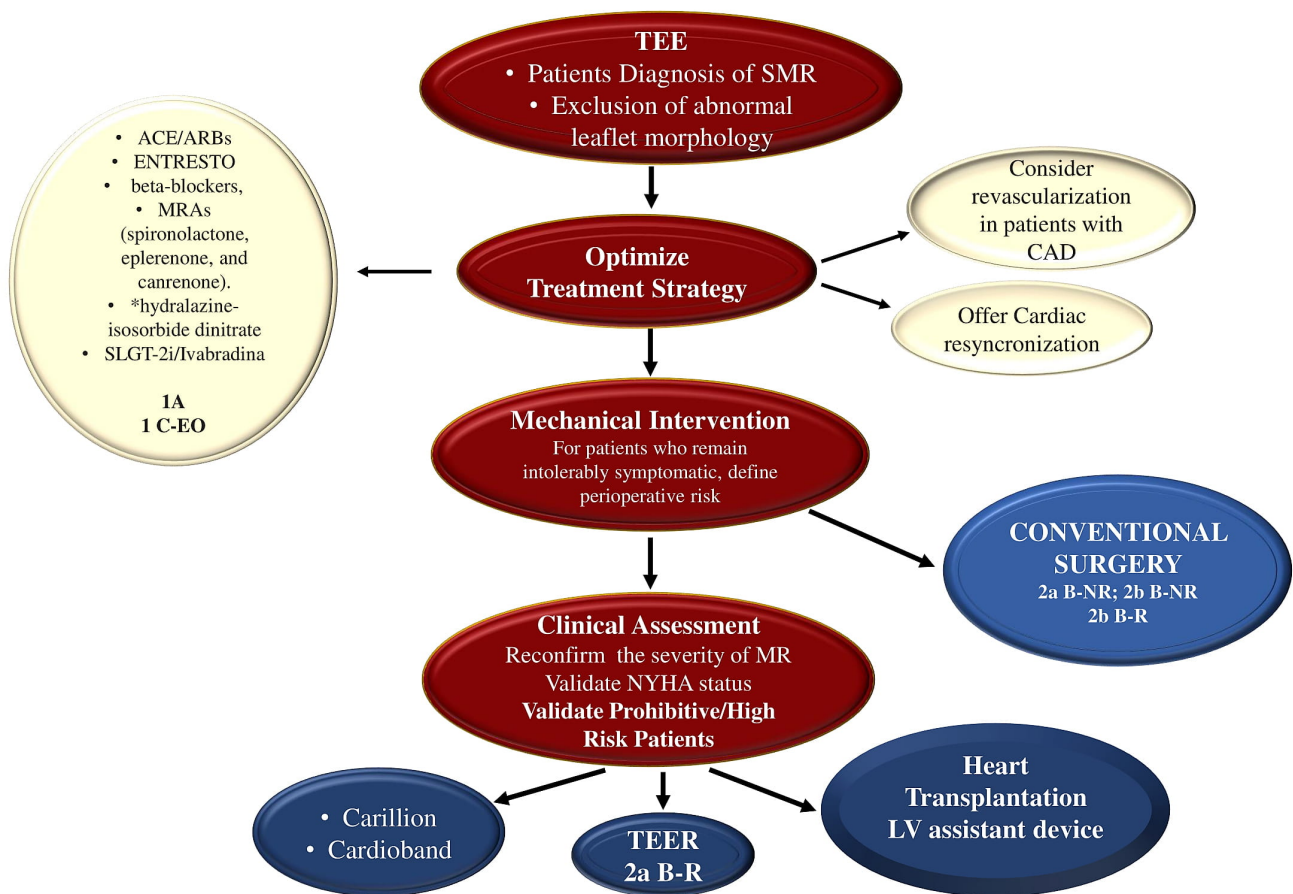 TEE
• Patients Diagnosis of SMR
• Exclusion of abnormal
leaflet morphology
• ACE/ARBs
• ENTRESTO
• beta-blockers,
• MRAs
(spironolactone,
eplerenone, and
canrenone).
• *hydralazine-
isosorbide dinitrate
• SLGT-2i/Ivabradina
1A
1 C-EO
Optimize
Treatment Strategy
Consider
revascularization
in patients with
CAD
Offer Cardiac
resyncronization
Mechanical Intervention
For patients who remain
intolerably symptomatic, define
perioperative risk
CONVENTIONAL
SURGERY
2a B-NR; 2b B-NR
2b B-R
Clinical Assessment
Reconfirm the severity of MR
Validate NYHA status
Validate Prohibitive/High
Risk Patients
• Carillion
• Cardioband
TEER
2a B-R
Heart
Transplantation
LV assistant device